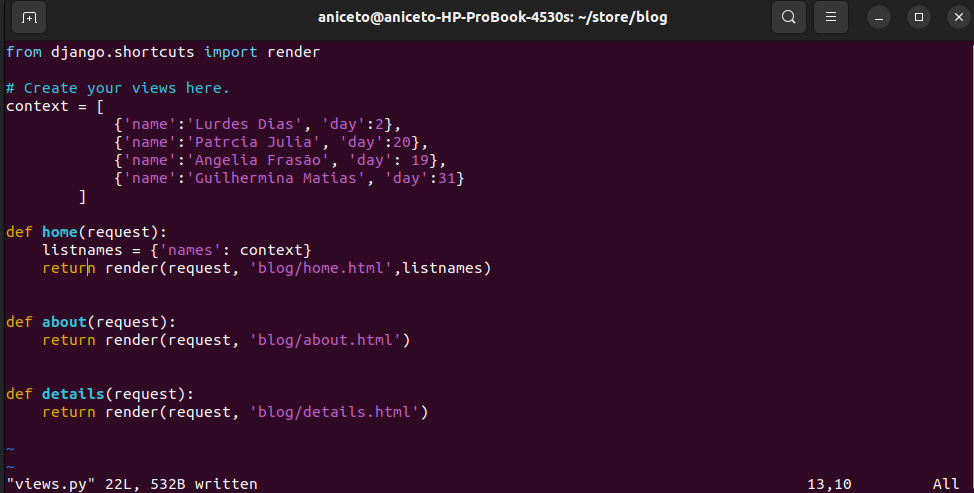 aniceto@aniceto-HP-ProBook-4530s: ~/store/blog
from django.shortcuts import render
# Create your views here.
context = [
            {'name':'Lurdes Dias', 'day':2},
            {'name':'Patrcia Julia', 'day':20},
            {'name':'Angelia Frasão', 'day': 19},
            {'name':'Guilhermina Matias', 'day':31}
        ]
def home(request):
    listnames = {'names': context}
    return render(request, 'blog/home.html',listnames)
def about(request):
    return render(request, 'blog/about.html')
def details(request):
    return render(request, 'blog/details.html')
~
~
"views.py" 22L, 532B written 13,10 All